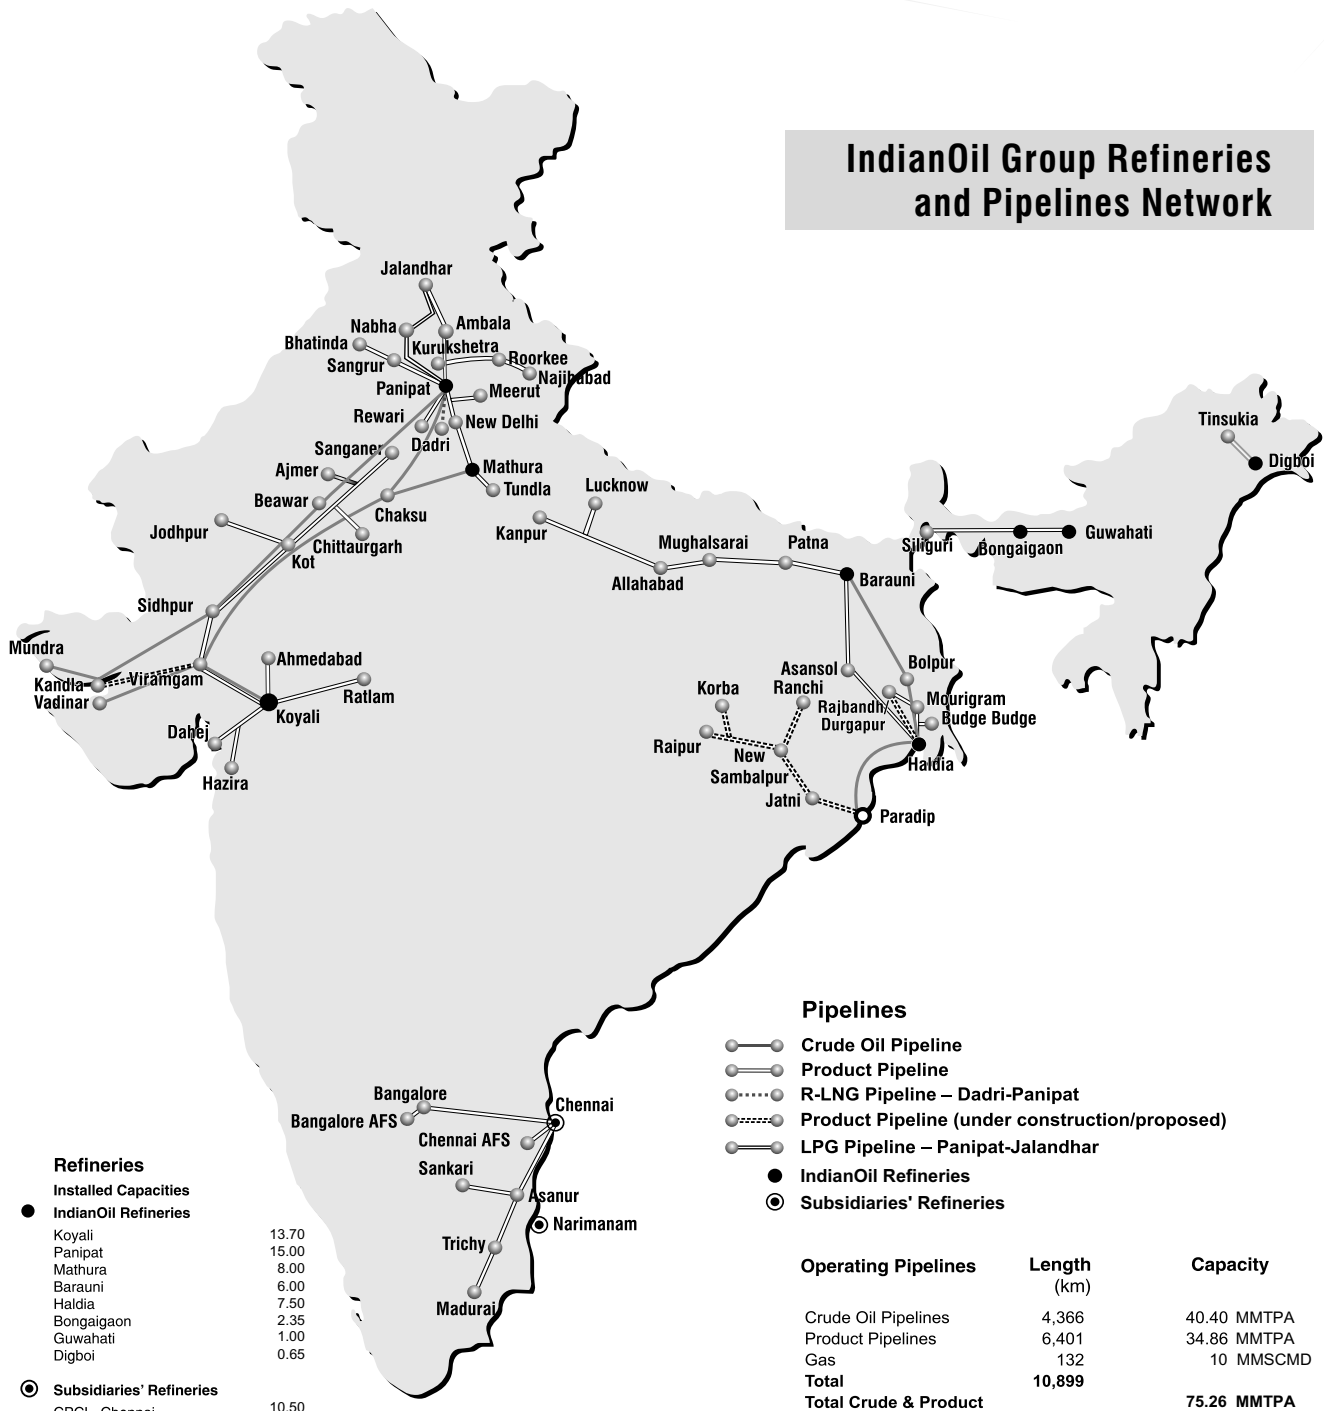 IndianOil Group Refineries
and Pipelines Network
Jalandhar
Nabha
Ambala
Bhatinda
Kurukshetra
Roorkee
Sangrur
Najibabad
Panipat
Meerut
Rewari
New Delhi
Dadri
Sanganer
Mathura
Ajmer
Tundla
Beawar
Chaksu
Jodhpur
Chittaurgarh
Kot
Sidhpur
Mundra
Kandla
Viramgam
Vadinar
Ahmedabad
Ratlam
Koyali
Dahej
Hazira
Lucknow
Kanpur
Mughalsarai
Patna
Allahabad
Barauni
Tinsukia
Digboi
Siliguri
Bongaigaon
Guwahati
Asansol
Bolpur
Korba
Ranchi
Rajbandh/
Durgapur
Mourigram
Budge Budge
Raipur
New
Sambalpur
Haldia
Jatni
Paradip
Bangalore
Chennai
Bangalore AFS
Chennai AFS
Sankari
Asanur
Narimanam
Trichy
Madurai
Pipelines
Crude Oil Pipeline
Product Pipeline
R-LNG Pipeline – Dadri-Panipat
Product Pipeline (under construction/proposed)
LPG Pipeline – Panipat-Jalandhar
IndianOil Refineries
Subsidiaries' Refineries
Refineries
Installed Capacities
IndianOil Refineries
Koyali 13.70
Panipat 15.00
Mathura 8.00
Barauni 6.00
Haldia 7.50
Bongaigaon 2.35
Guwahati 1.00
Digboi 0.65
Subsidiaries' Refineries
CPCL, Chennai 10.50
Operating Pipelines Length Capacity
(km)
Crude Oil Pipelines 4,366 40.40 MMTPA
Product Pipelines 6,401 34.86 MMTPA
Gas 132 10 MMSCMD
Total 10,899
Total Crude & Product 75.26 MMTPA